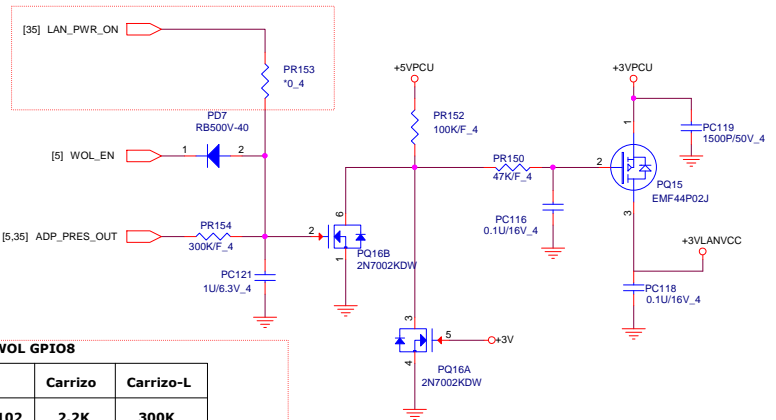 [35] LAN_PWR_ON
PR153
*0_4
PD7
RB500V-40
[5] WOL_EN
1
2
[5,35] ADP_PRES_OUT
PR154
300K/F_4
PC121
1U/6.3V_4
2
6
1
PQ16B
2N7002KDW
+5VPCU
PR152
100K/F_4
PR150
47K/F_4
PC116
0.1U/16V_4
3
5
4
+3V
PQ16A
2N7002KDW
+3VPCU
1
PC119
1500P/50V_4
2
PQ15
EMF44P02J
3
+3VLANVCC
PC118
0.1U/16V_4
WOL GPIO8
Carrizo Carrizo-L
102 2.2K 300K